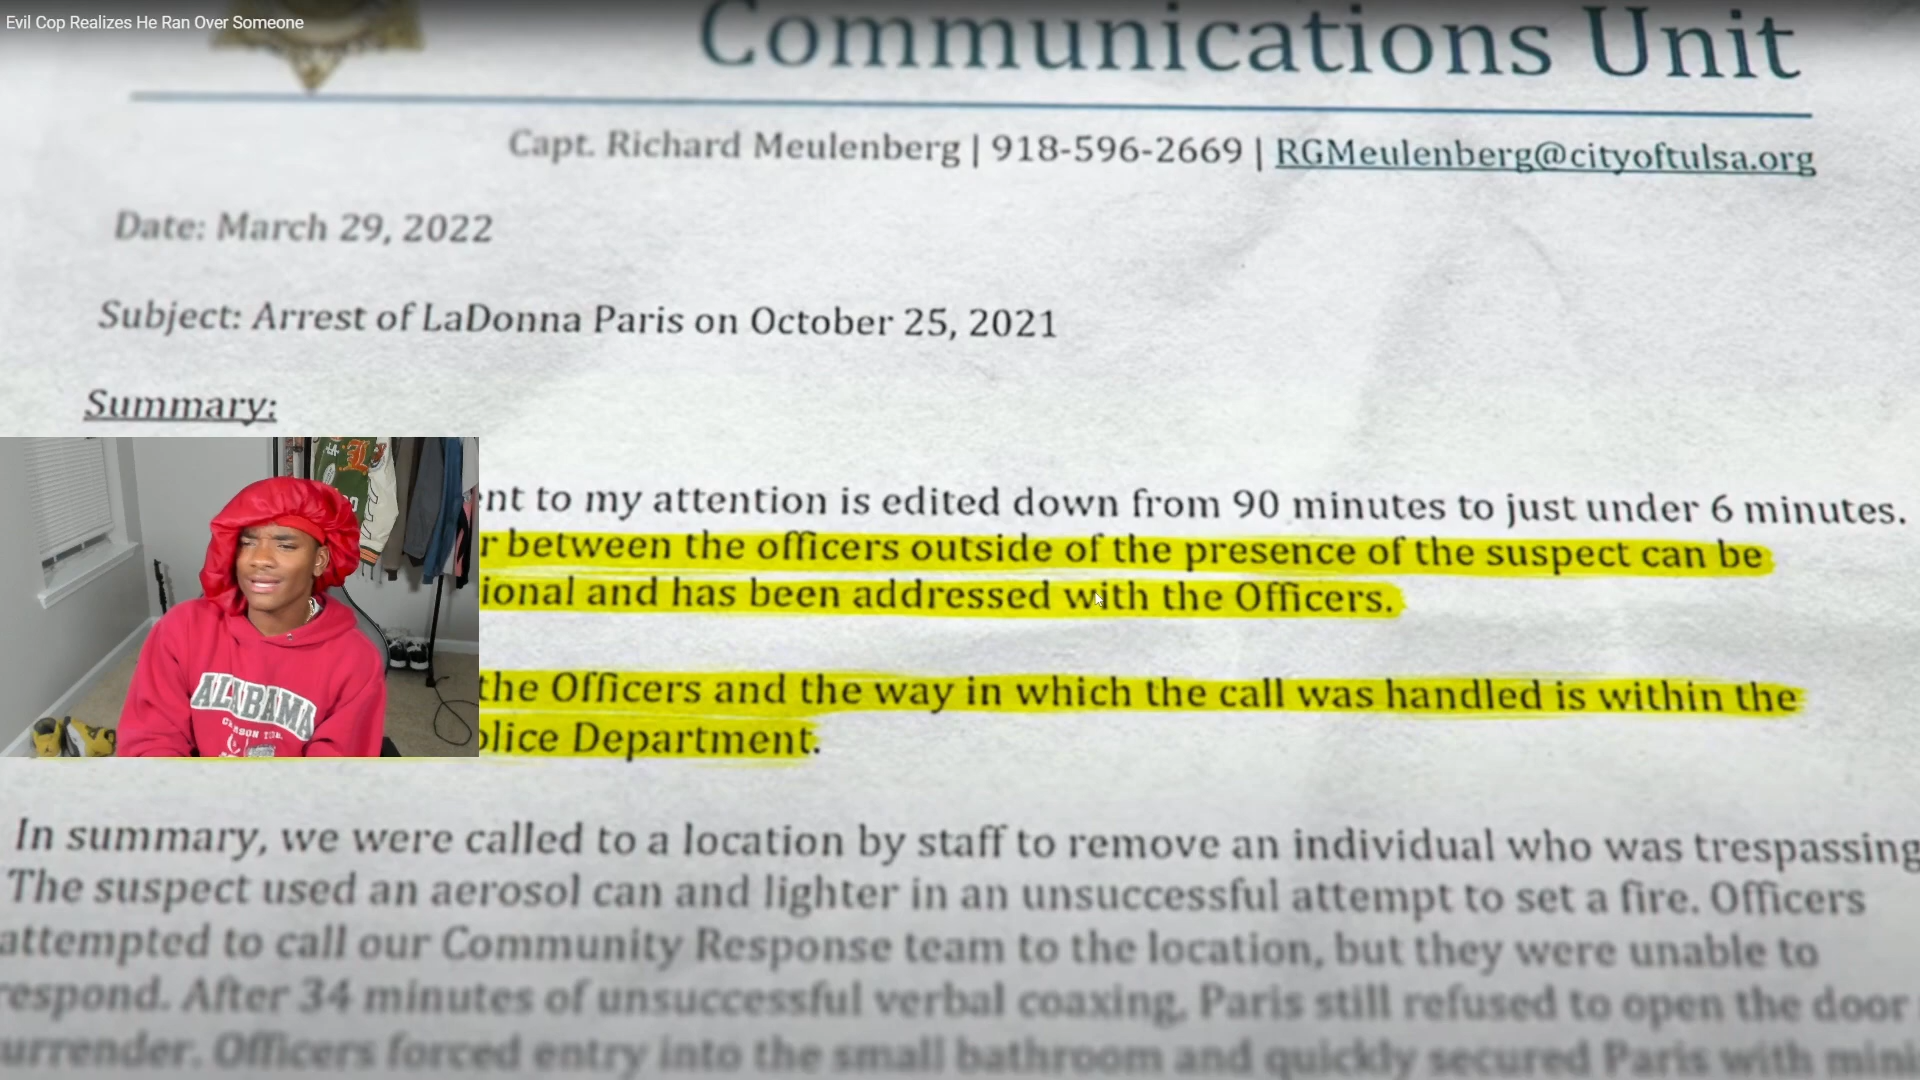 Evil Cop Realizes He Ran Over Someone
Communications Unit
Capt. Richard Meulenberg | 918-596-2669 | RGMeulenberg@cityoftulsa.org
Date: March 29, 2022
Subject: Arrest of LaDonna Paris on October 25, 2021
Summary:
nt to my attention is edited down from 90 minutes to just under 6 minutes.
r between the officers outside of the presence of the suspect can be
ional and has been addressed with the Officers.
the Officers and the way in which the call was handled is within the
olice Department.
ALABAMA
CRIMSON TIDE
In summary, we were called to a location by staff to remove an individual who was trespassing
The suspect used an aerosol can and lighter in an unsuccessful attempt to set a fire. Officers
attempted to call our Community Response team to the location, but they were unable to
respond. After 34 minutes of unsuccessful verbal coaxing, Paris still refused to open the door
urrender. Officers forced entry into the small bathroom and quickly secured Paris with mini